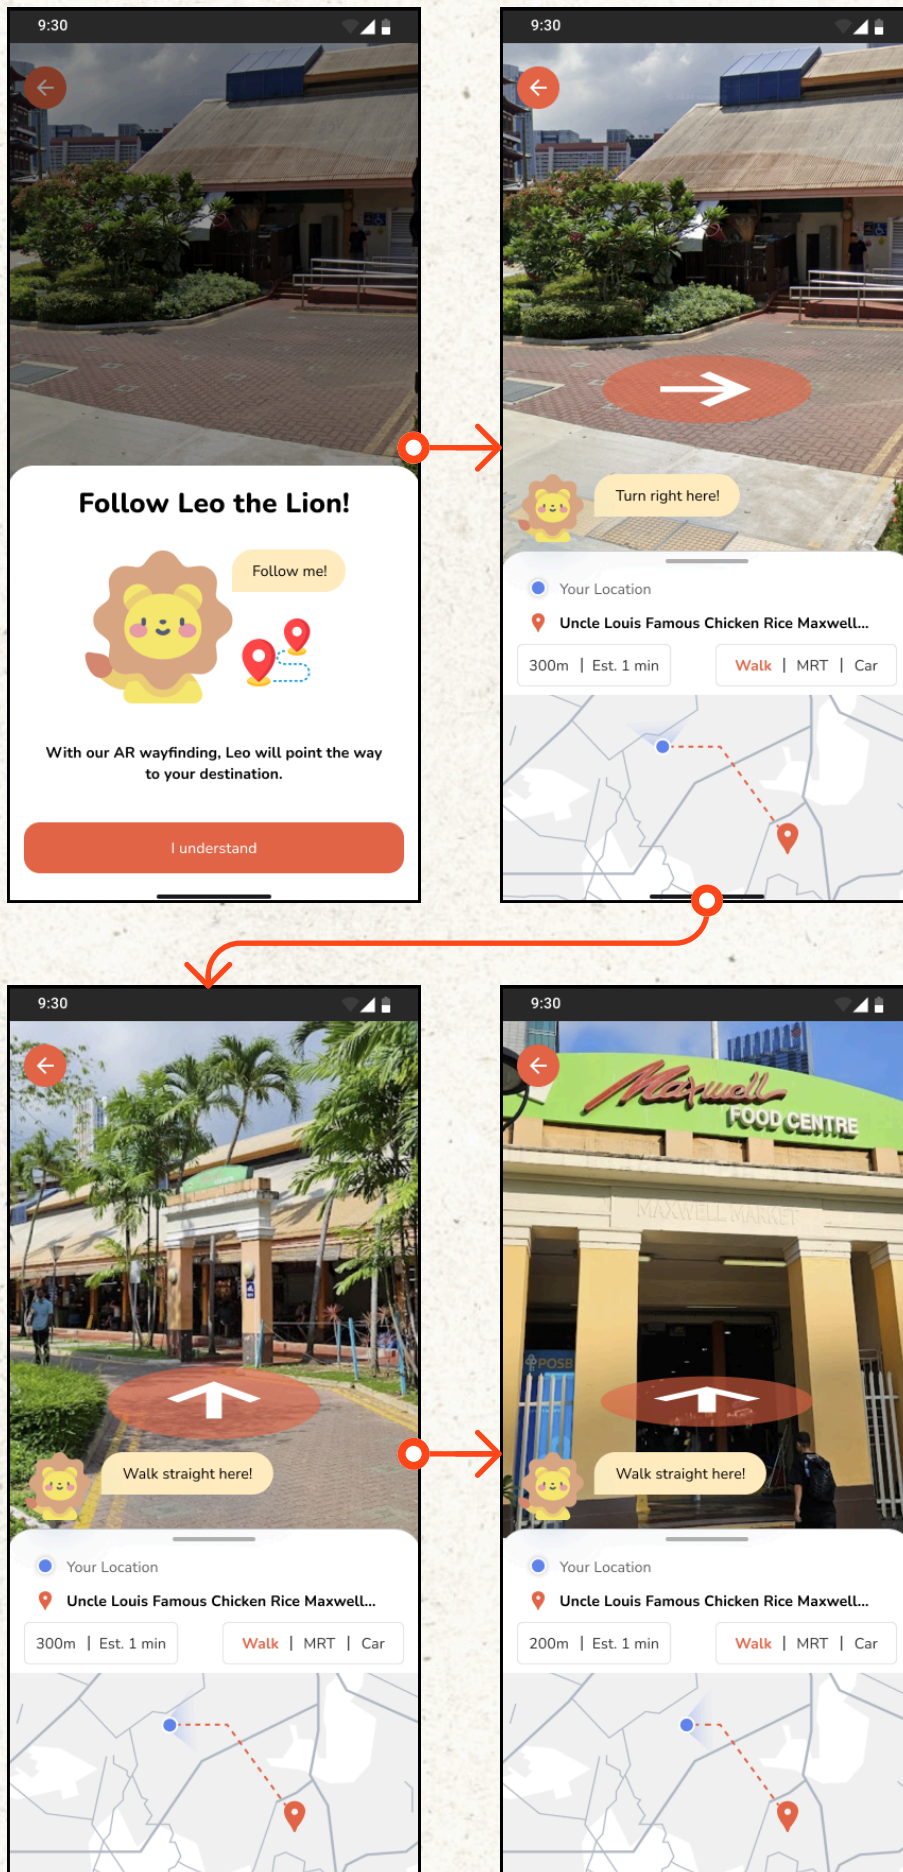 9:30
Follow Leo the Lion!
Follow me!
With our AR wayfinding, Leo will point the way
to your destination.
I understand
9:30
Turn right here!
Your Location
Uncle Louis Famous Chicken Rice Maxwell...
300m | Est. 1 min
Walk | MRT | Car
9:30
Walk straight here!
Your Location
Uncle Louis Famous Chicken Rice Maxwell...
300m | Est. 1 min
Walk | MRT | Car
9:30
Maxwell
FOOD CENTRE
MAXWELL MARKET
POSB
Walk straight here!
Your Location
Uncle Louis Famous Chicken Rice Maxwell...
200m | Est. 1 min
Walk | MRT | Car